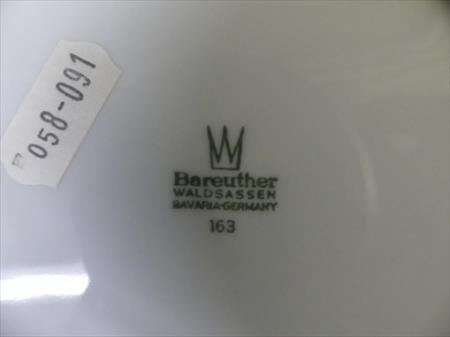 058-091
W
Bareuther
WALDSASSEN
BAVARIA-GERMANY
163